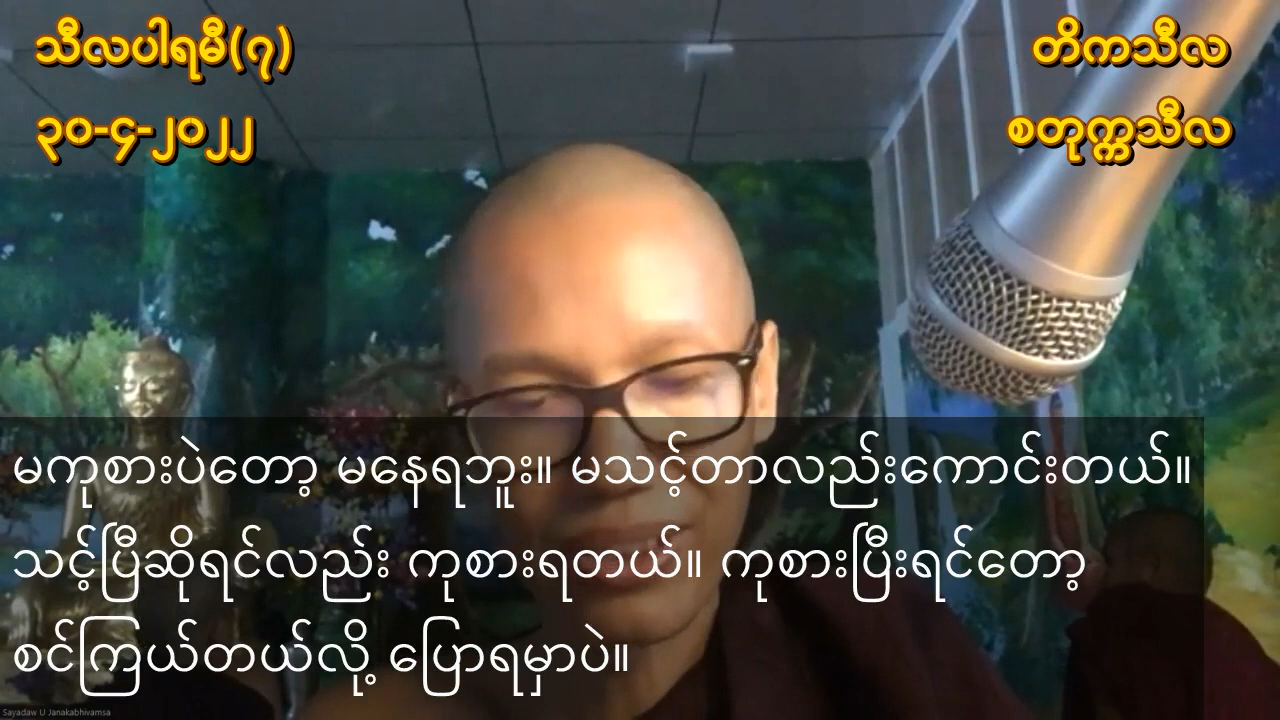 သီလပါရမီ(၇)
၃၀-၄-၂၀၂၂
တိကသီလ
စတုက္ကသီလ
မကုစားပဲတော့ မနေရဘူး။ မသင့်တာလည်းကောင်းတယ်။
သင့်ပြီဆိုရင်လည်း ကုစားရတယ်။ ကုစားပြီးရင်တော့
စင်ကြယ်တယ်လို့ ပြောရမှာပဲ။
Sayadaw U Janakabhivamsa